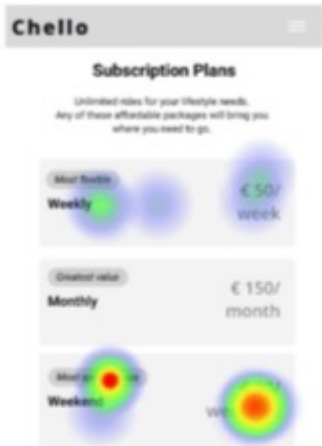 Chello
Subscription Plans
Unlimited rides for your lifestyle needs.
Any of these affordable packages will bring you
where you need to go.
Most flexible
Weekly
€ 50/
week
Greatest value
Monthly
€ 150/
month
Most
Weekend